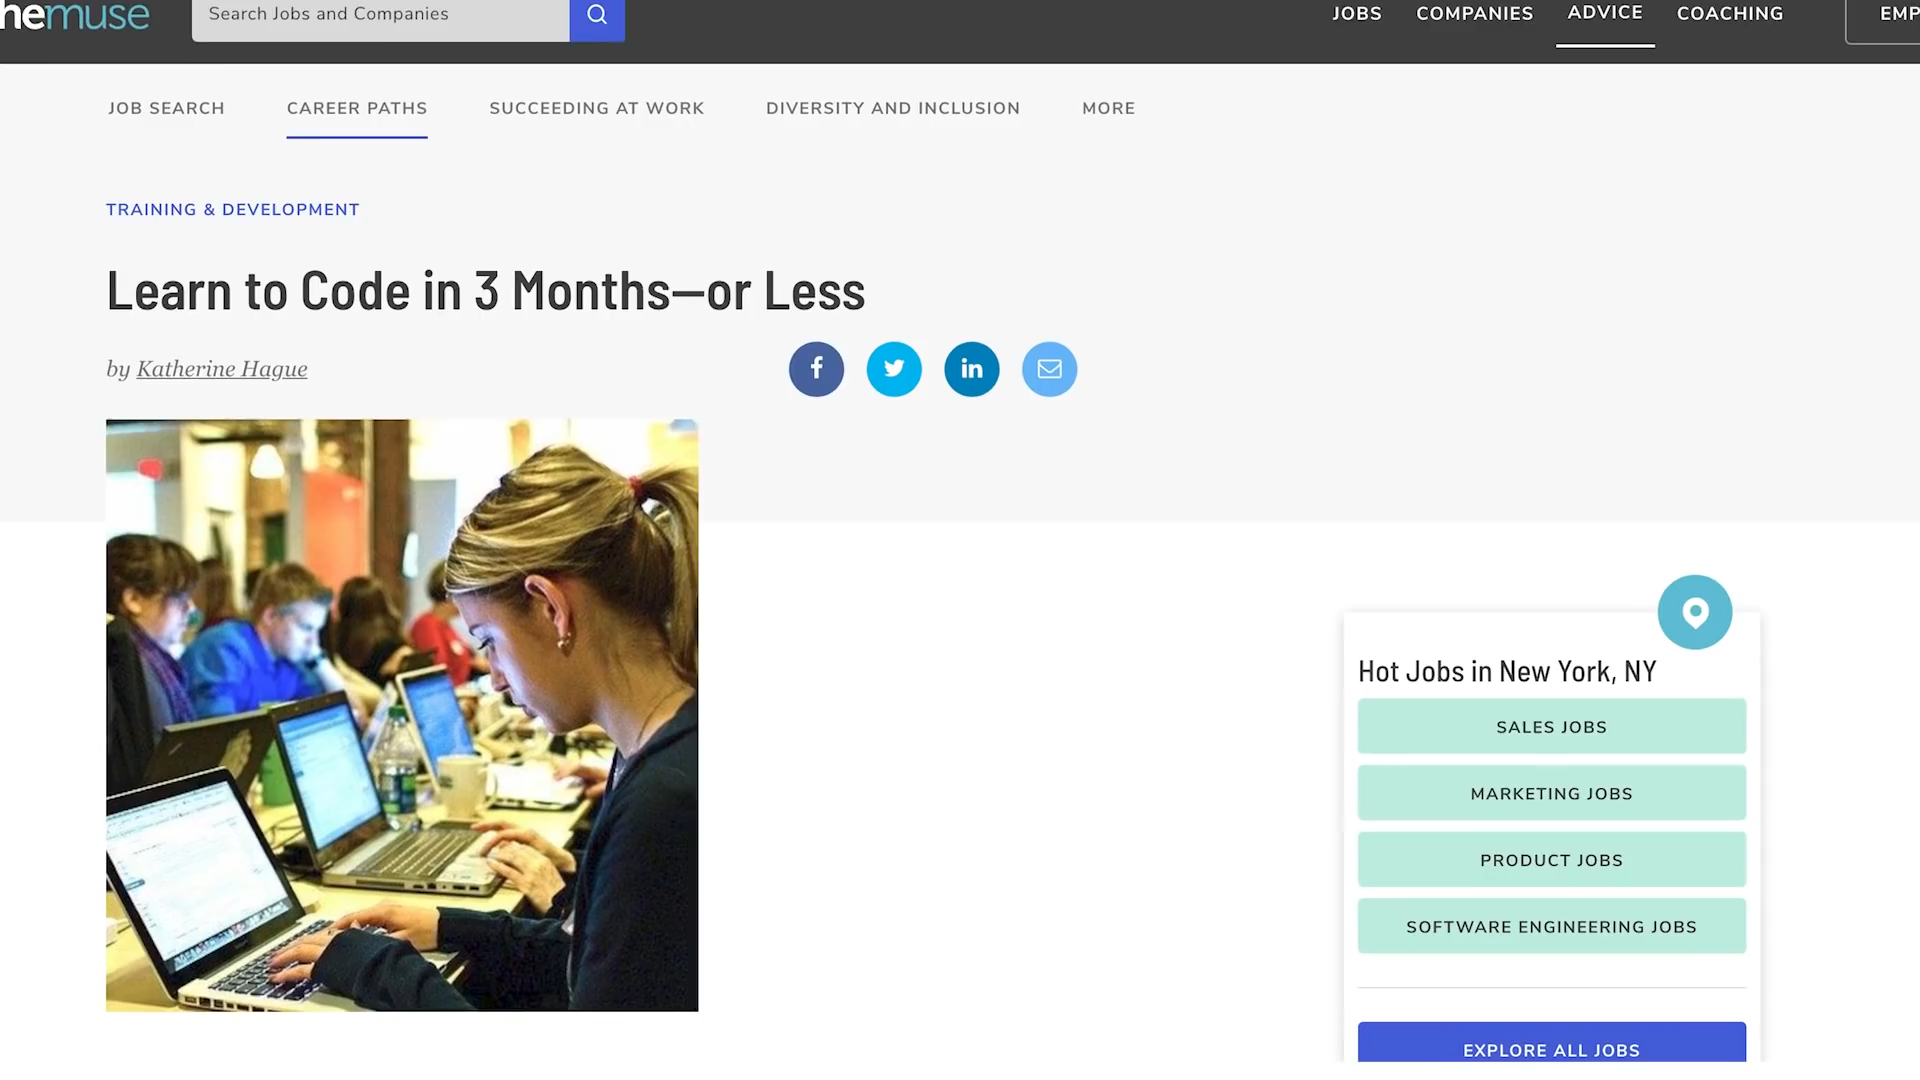 hemuse
Search Jobs and Companies
JOBS COMPANIES ADVICE COACHING EMP
JOB SEARCH CAREER PATHS SUCCEEDING AT WORK DIVERSITY AND INCLUSION MORE
TRAINING & DEVELOPMENT
Learn to Code in 3 Months—or Less
by Katherine Hague
f
in
Hot Jobs in New York, NY
SALES JOBS
MARKETING JOBS
PRODUCT JOBS
SOFTWARE ENGINEERING JOBS
EXPLORE ALL JOBS